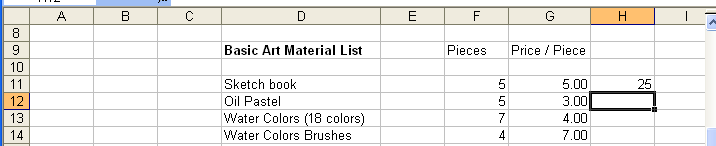 A B C D E F G H I
8
9 Basic Art Material List Pieces Price / Piece
10
11 Sketch book 5 5.00 25
12 Oil Pastel 5 3.00
13 Water Colors (18 colors) 7 4.00
14 Water Colors Brushes 4 7.00